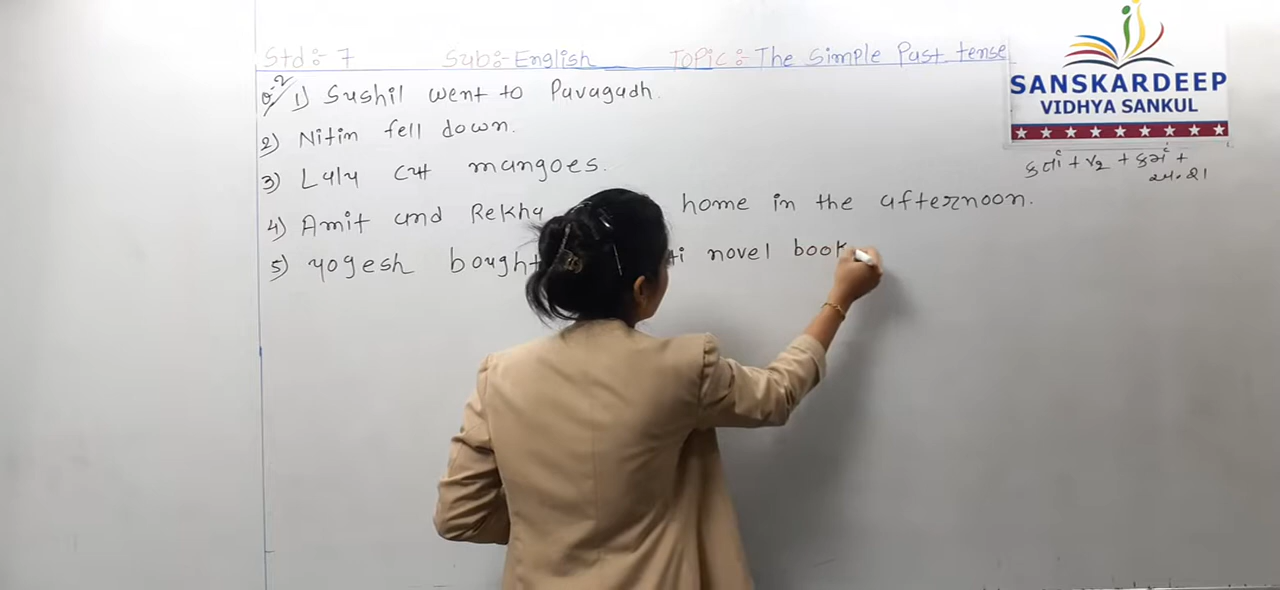 Std :- 7 Sub:- English Topic :- The Simple Past tense
SANSKARDEEP
VIDHYA SANKUL
Q-2 1) Sushil went to Pavagadh.
2) Nitin fell down.
3) cut mangoes.
કર્તા + V2 + કર્મ +
4) Amit and Rekha home in the afternoon.
5) yogesh bought novel book